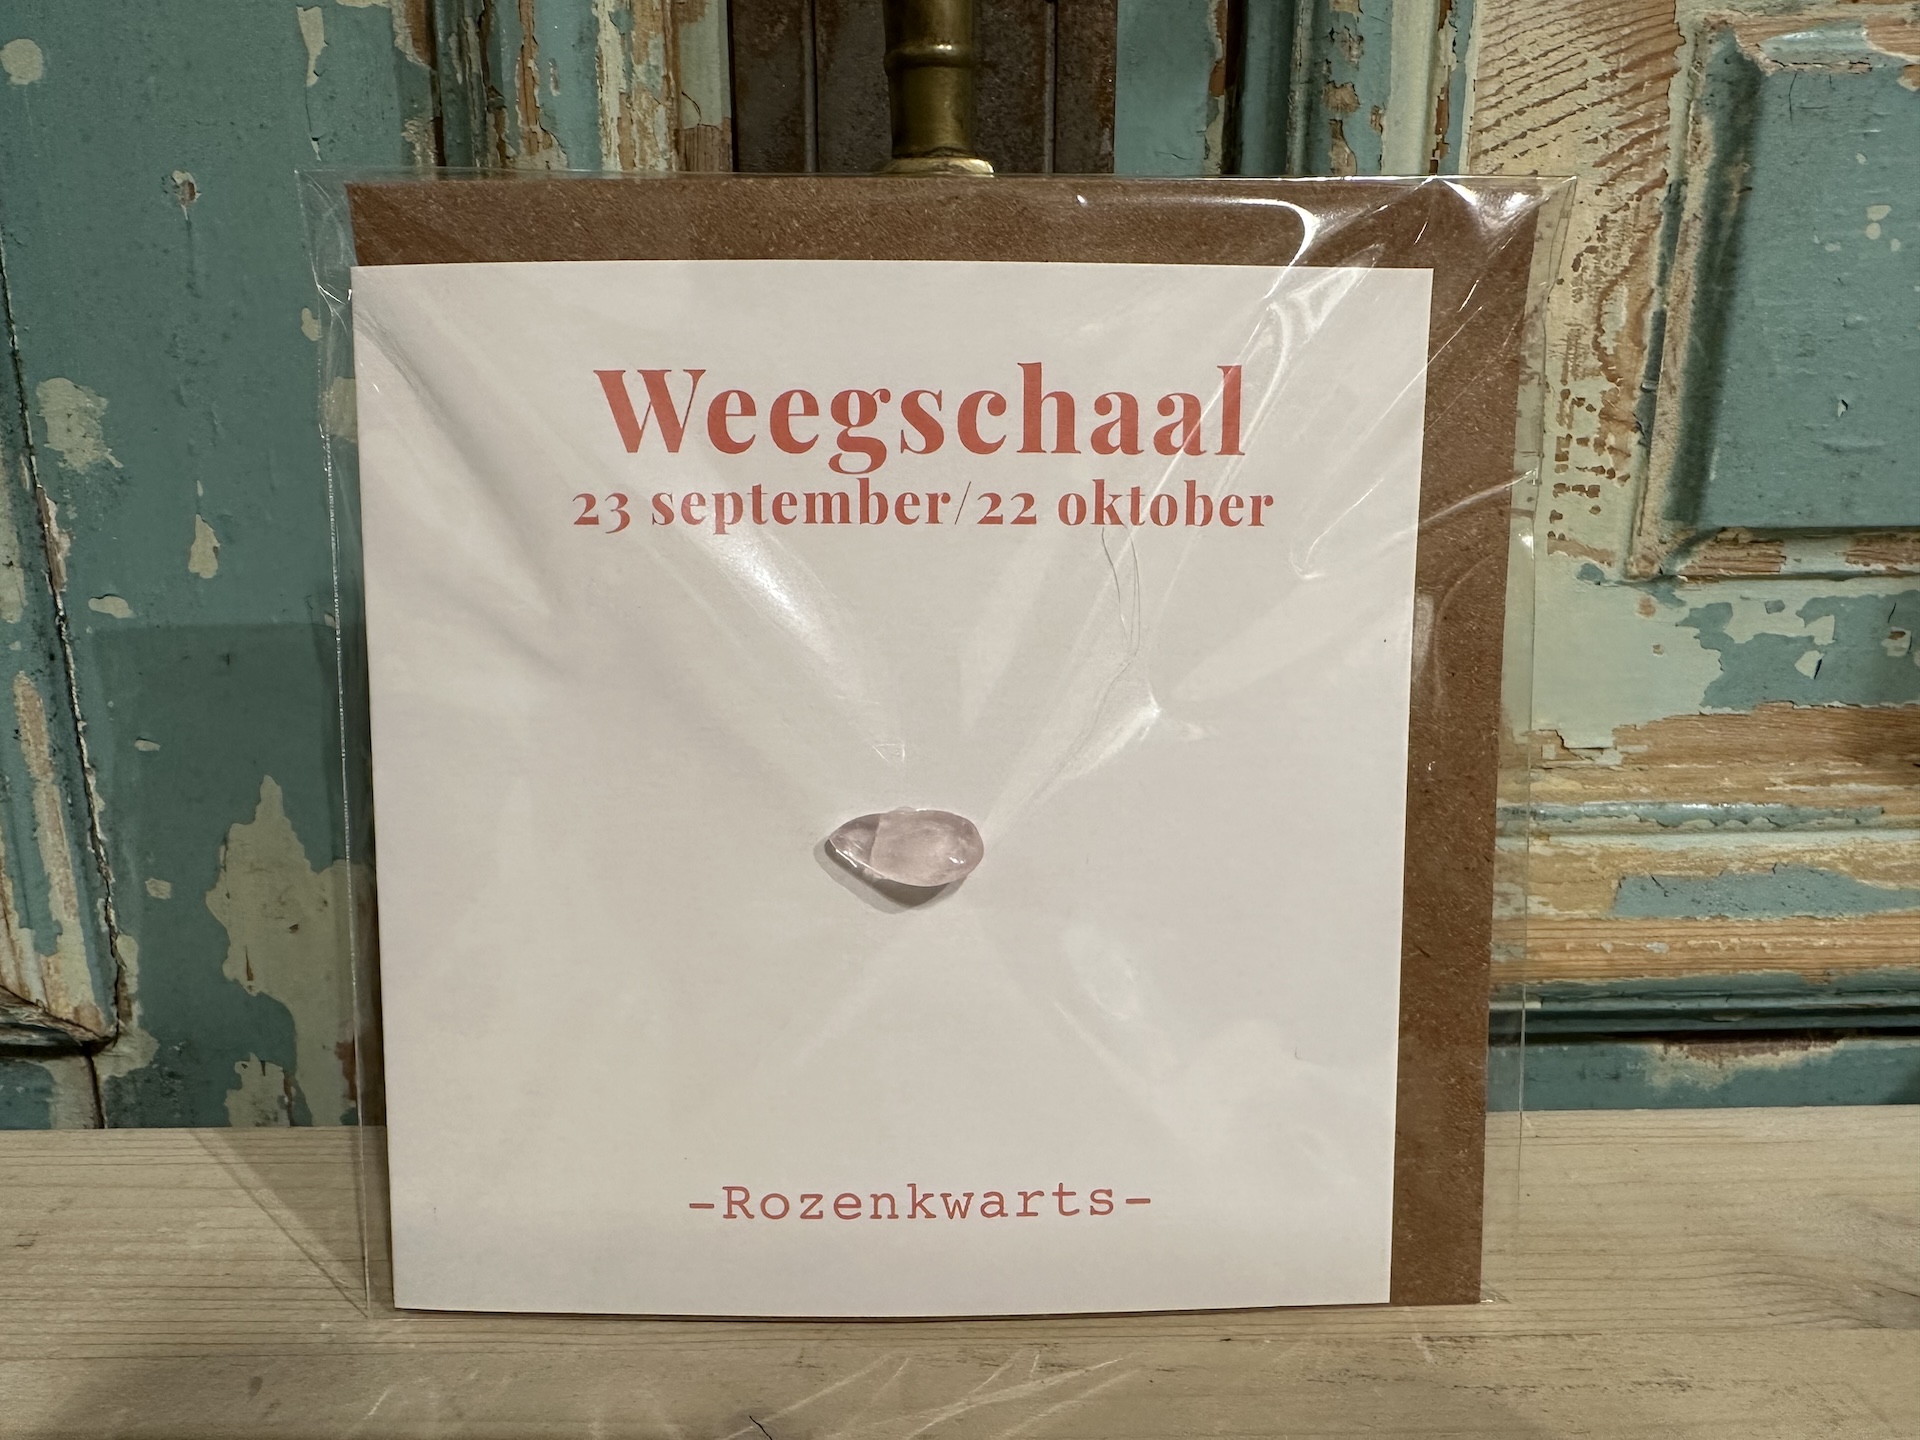 Weegschaal
23 september/22 oktober
-Rozenkwarts-